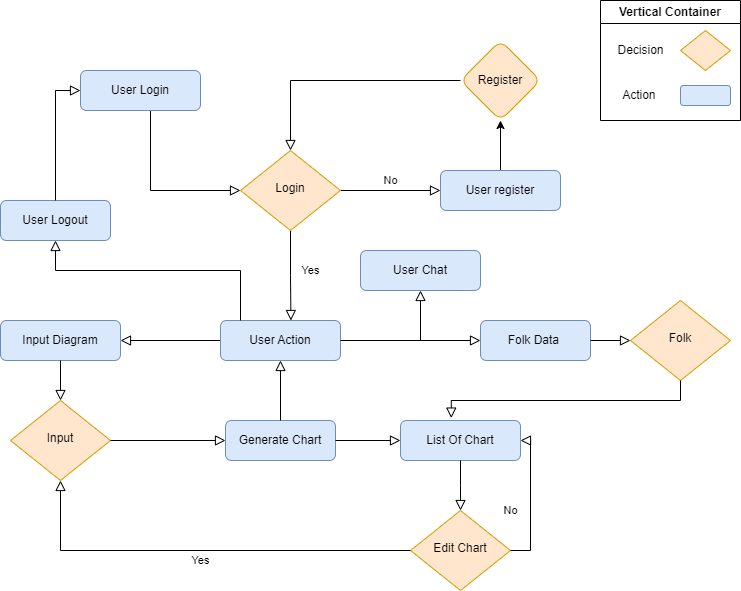 Vertical Container
Decision
Action
Register
User Login
Login
No
User register
User Logout
Yes
User Chat
Input Diagram
User Action
Folk Data
Folk
Input
Generate Chart
List Of Chart
No
Edit Chart
Yes